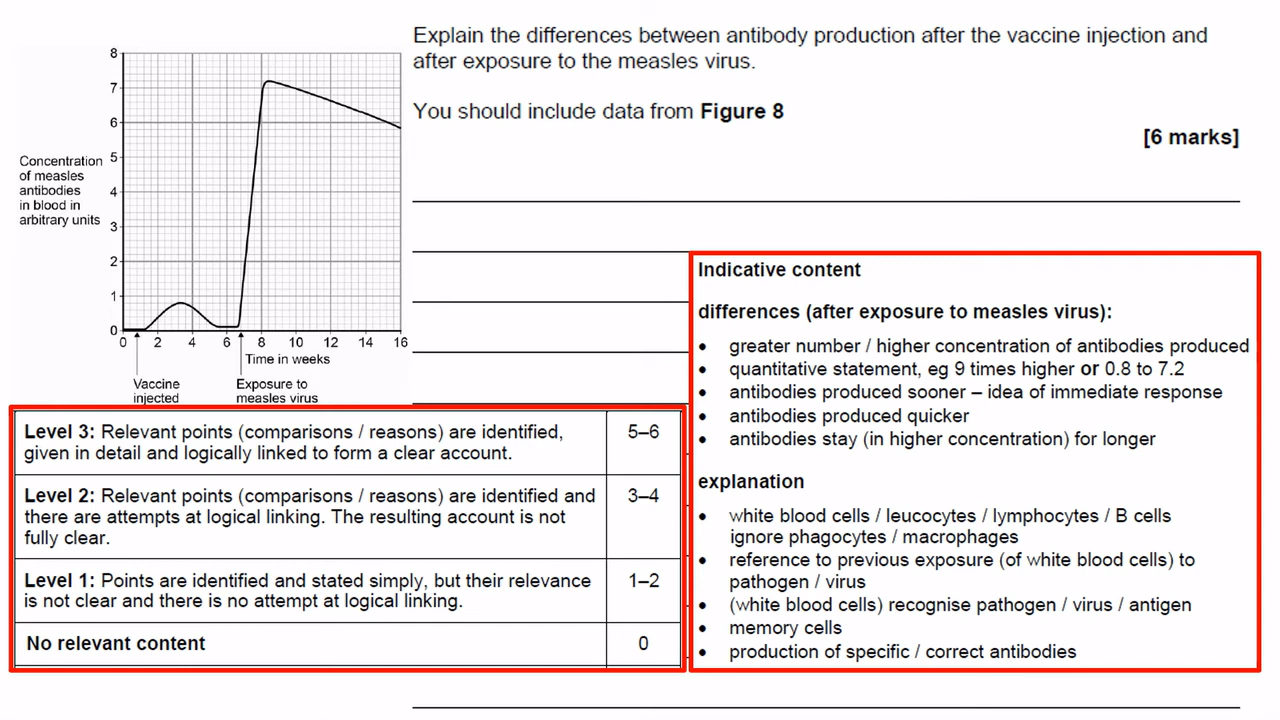 Explain the differences between antibody production after the vaccine injection and
after exposure to the measles virus.
You should include data from Figure 8
[6 marks]
8
7
6
5
4
3
2
1
0
Concentration
of measles
antibodies
in blood in
arbitrary units
0 2 4 6 8 10 12 14 16
Time in weeks
Vaccine
injected
Exposure to
measles virus
Level 3: Relevant points (comparisons / reasons) are identified,
given in detail and logically linked to form a clear account.
5–6
Level 2: Relevant points (comparisons / reasons) are identified and
there are attempts at logical linking. The resulting account is not
fully clear.
3–4
Level 1: Points are identified and stated simply, but their relevance
is not clear and there is no attempt at logical linking.
1–2
No relevant content
0
Indicative content
differences (after exposure to measles virus):
• greater number / higher concentration of antibodies produced
• quantitative statement, eg 9 times higher or 0.8 to 7.2
• antibodies produced sooner – idea of immediate response
• antibodies produced quicker
• antibodies stay (in higher concentration) for longer
explanation
• white blood cells / leucocytes / lymphocytes / B cells
ignore phagocytes / macrophages
• reference to previous exposure (of white blood cells) to
pathogen / virus
• (white blood cells) recognise pathogen / virus / antigen
• memory cells
• production of specific / correct antibodies